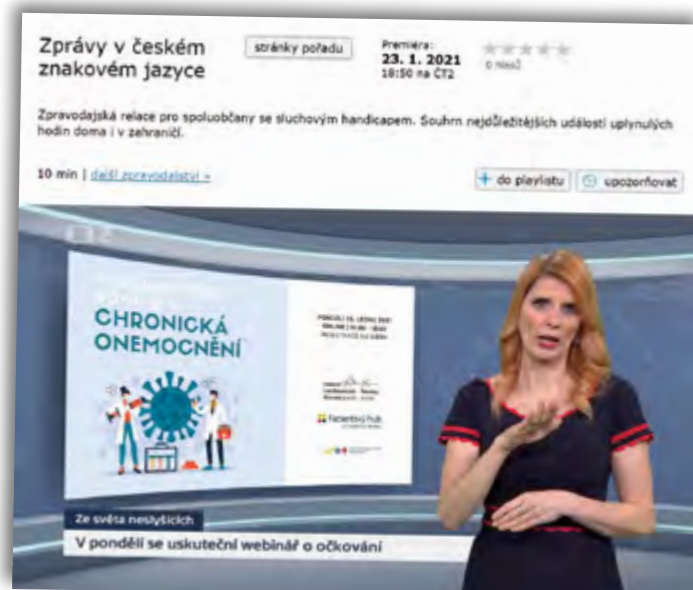 Zprávy v českém
znakovém jazyce
stránky pořadu
Premiéra:
23. 1. 2021
18:50 na ČT2
0 hlasů
Zpravodajská relace pro spoluobčany se sluchovým handicapem. Souhrn nejdůležitějších událostí uplynulých
hodin doma i v zahraničí.
10 min | další zpravodajství »
+ do playlistu
upozorňovat
CHRONICKÁ
ONEMOCNĚNÍ
Pacientský hub
Ze světa neslyšících
V pondělí se uskuteční webinář o očkování